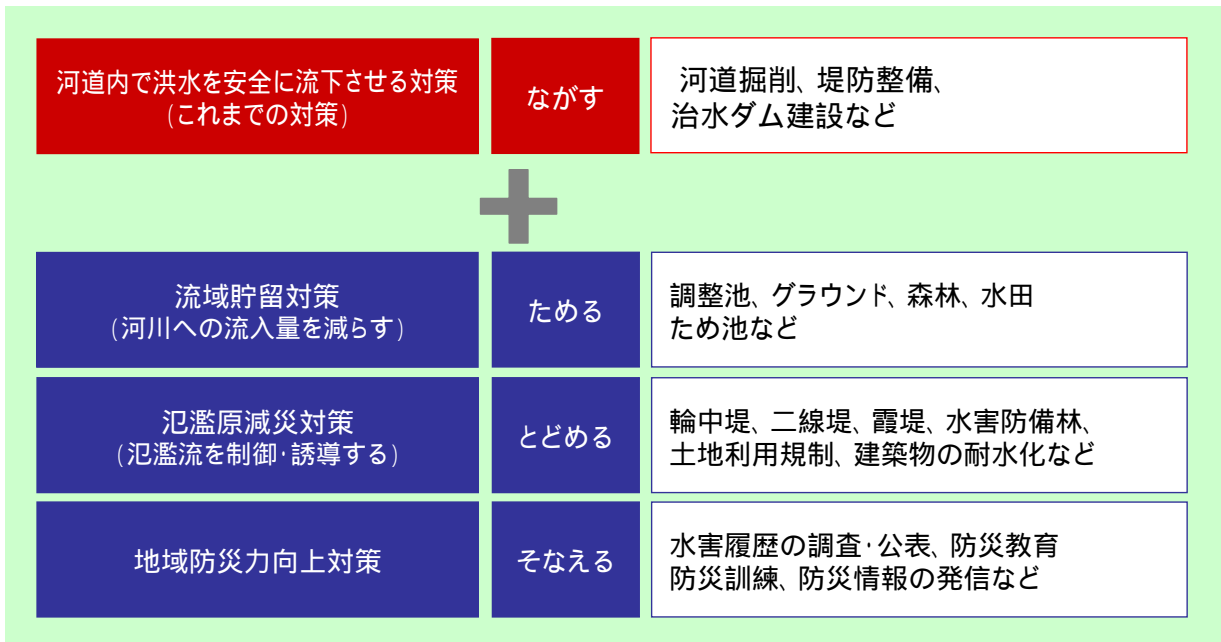 河道内で洪水を安全に流下させる対策
(これまでの対策)
ながす
河道掘削、堤防整備、
治水ダム建設など
流域貯留対策
(河川への流入量を減らす)
ためる
調整池、グラウンド、森林、水田
ため池など
氾濫原減災対策
(氾濫流を制御・誘導する)
とどめる
輪中堤、二線堤、霞堤、水害防備林、
土地利用規制、建築物の耐水化など
地域防災力向上対策
そなえる
水害履歴の調査・公表、防災教育
防災訓練、防災情報の発信など